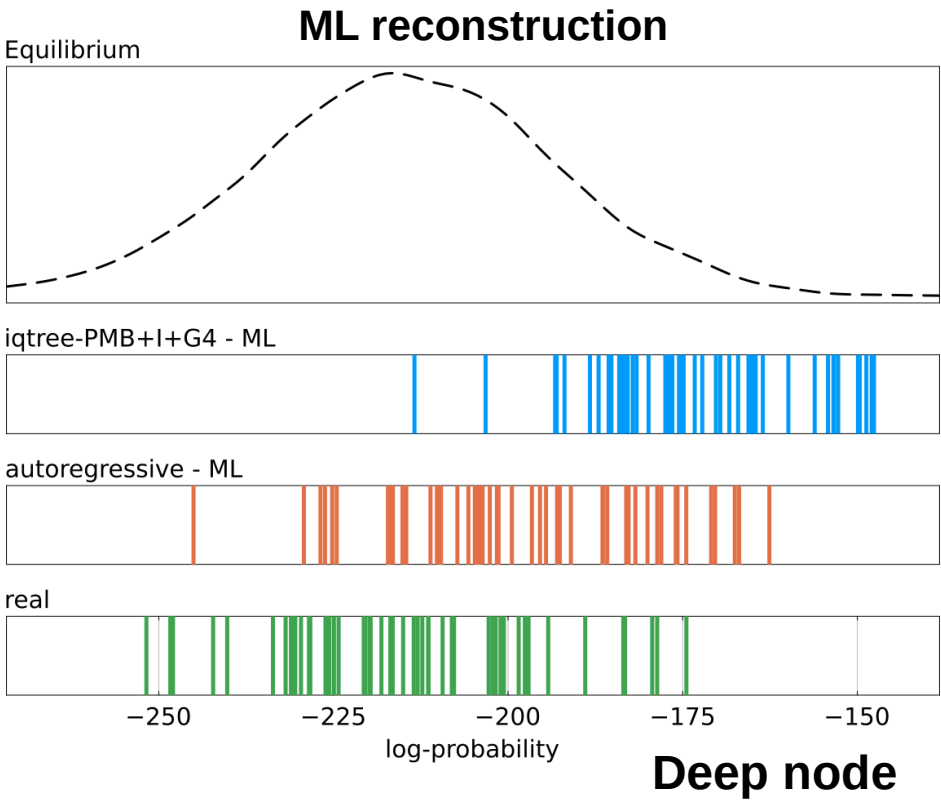 ML reconstruction
Equilibrium
iqtree-PMB+I+G4 - ML
autoregressive - ML
real
−250 −225 −200 −175 −150
log-probability
Deep node